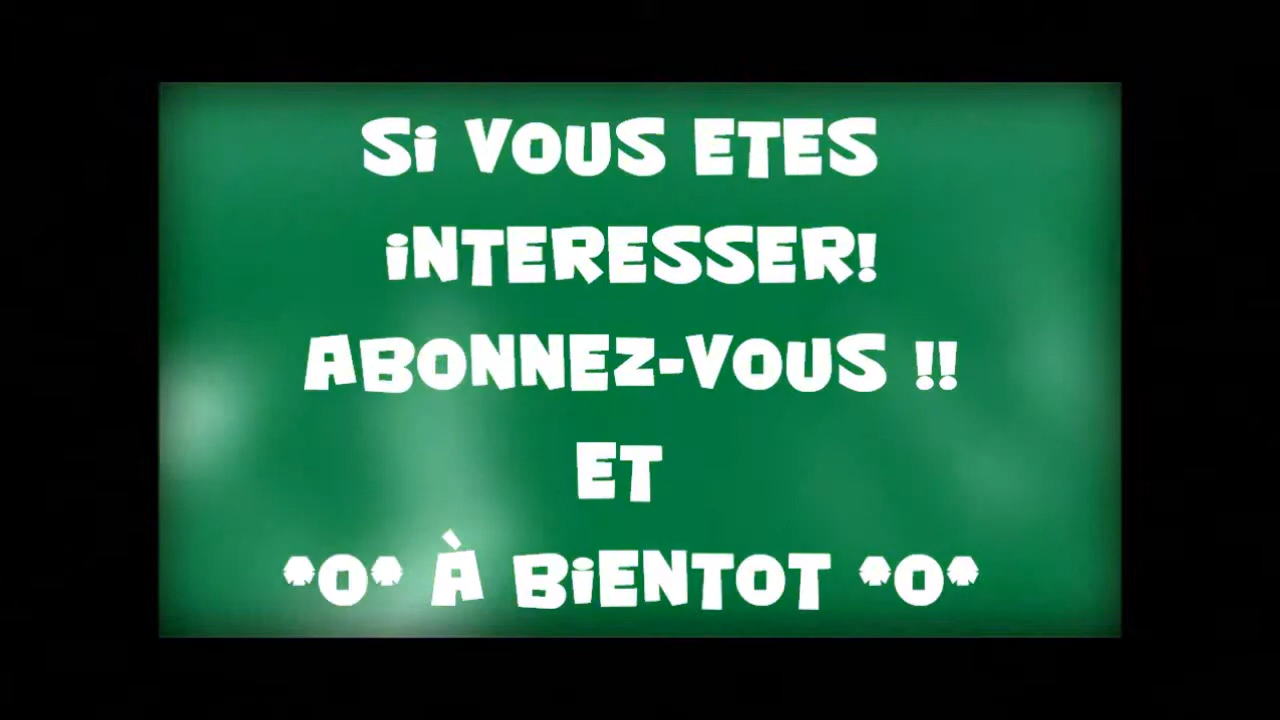 Si VOUS ETES
iNTERESSER!
ABONNEZ-VOUS !!
ET
*O* À BiENTOT *O*